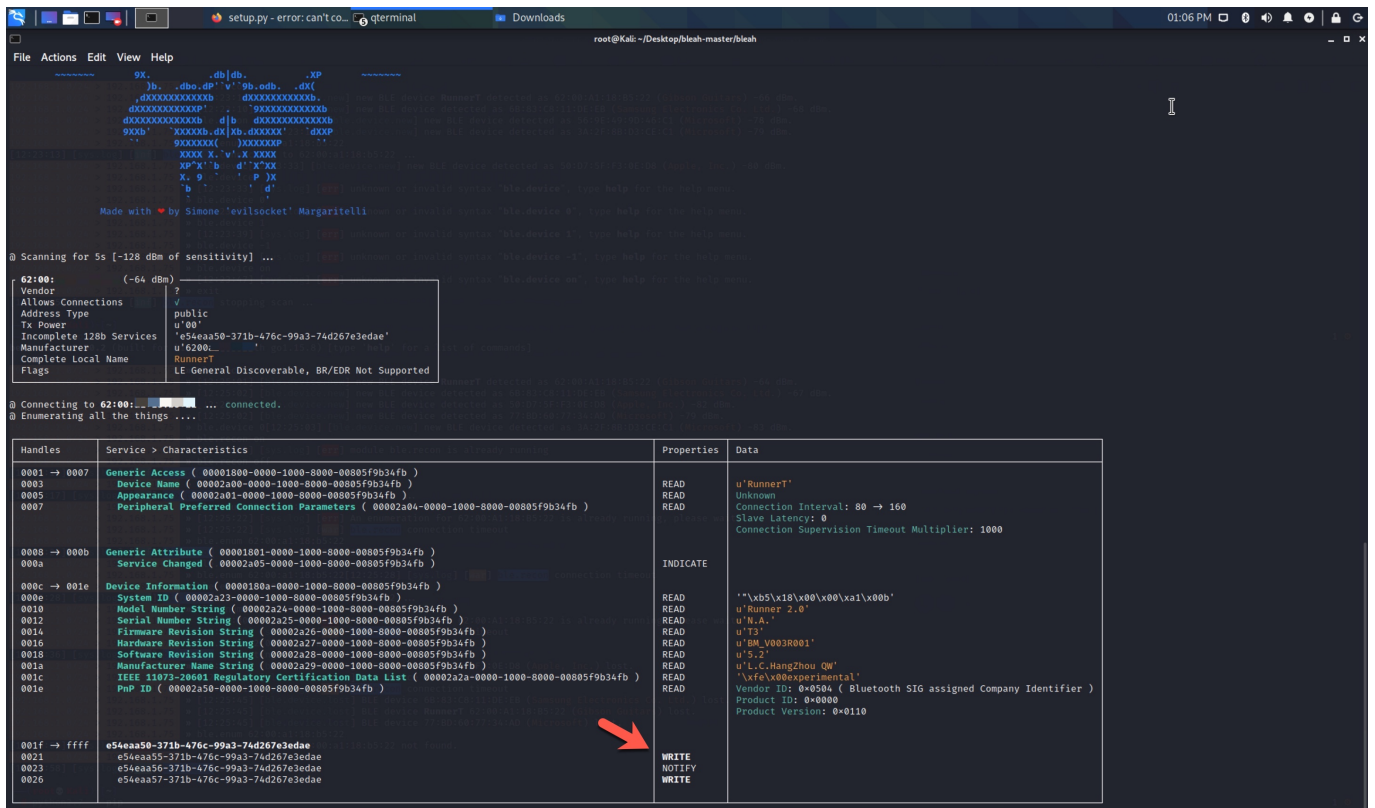 setup.py - error: can't co...
qterminal
Downloads
01:06 PM
root@Kali: ~/Desktop/bleah-master/bleah
File Actions Edit View Help
Made with ❤ by Simone 'evilsocket' Margaritelli
@ Scanning for 5s [-128 dBm of sensitivity] ...
62:00: (-64 dBm)
Vendor ?
Allows Connections √
Address Type public
Tx Power u'00'
Incomplete 128b Services 'e54eaa50-371b-476c-99a3-74d267e3edae'
Manufacturer u'6200
Complete Local Name RunnerT
Flags LE General Discoverable, BR/EDR Not Supported
@ Connecting to 62:00: ... connected.
@ Enumerating all the things ....
Handles Service > Characteristics Properties Data
0001 → 0007 Generic Access ( 00001800-0000-1000-8000-00805f9b34fb )
0003 Device Name ( 00002a00-0000-1000-8000-00805f9b34fb ) READ u'RunnerT'
0005 Appearance ( 00002a01-0000-1000-8000-00805f9b34fb ) READ Unknown
0007 Peripheral Preferred Connection Parameters ( 00002a04-0000-1000-8000-00805f9b34fb ) READ Connection Interval: 80 → 160
Slave Latency: 0
Connection Supervision Timeout Multiplier: 1000
0008 → 000b Generic Attribute ( 00001801-0000-1000-8000-00805f9b34fb )
000a Service Changed ( 00002a05-0000-1000-8000-00805f9b34fb ) INDICATE
000c → 001e Device Information ( 0000180a-0000-1000-8000-00805f9b34fb )
000e System ID ( 00002a23-0000-1000-8000-00805f9b34fb ) READ '"\xb5\x18\x00\x00\xa1\x00b'
0010 Model Number String ( 00002a24-0000-1000-8000-00805f9b34fb ) READ u'Runner 2.0'
0012 Serial Number String ( 00002a25-0000-1000-8000-00805f9b34fb ) READ u'N.A.'
0014 Firmware Revision String ( 00002a26-0000-1000-8000-00805f9b34fb ) READ u'T3'
0016 Hardware Revision String ( 00002a27-0000-1000-8000-00805f9b34fb ) READ u'BM_V003R001'
0018 Software Revision String ( 00002a28-0000-1000-8000-00805f9b34fb ) READ u'5.2'
001a Manufacturer Name String ( 00002a29-0000-1000-8000-00805f9b34fb ) READ u'L.C.HangZhou QW'
001c IEEE 11073-20601 Regulatory Certification Data List ( 00002a2a-0000-1000-8000-00805f9b34fb ) READ '\xfe\x00experimental'
001e PnP ID ( 00002a50-0000-1000-8000-00805f9b34fb ) READ Vendor ID: 0×0504 ( Bluetooth SIG assigned Company Identifier )
Product ID: 0×0000
Product Version: 0×0110
001f → ffff e54eaa50-371b-476c-99a3-74d267e3edae
0021 e54eaa55-371b-476c-99a3-74d267e3edae WRITE
0023 e54eaa56-371b-476c-99a3-74d267e3edae NOTIFY
0026 e54eaa57-371b-476c-99a3-74d267e3edae WRITE